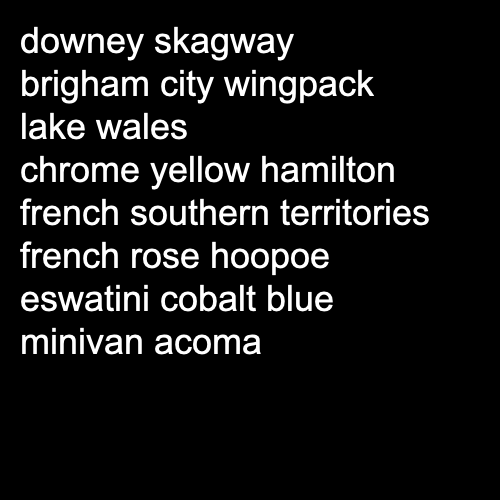 downey skagway
brigham city wingpack
lake wales
chrome yellow hamilton
french southern territories
french rose hoopoe
eswatini cobalt blue
minivan acoma